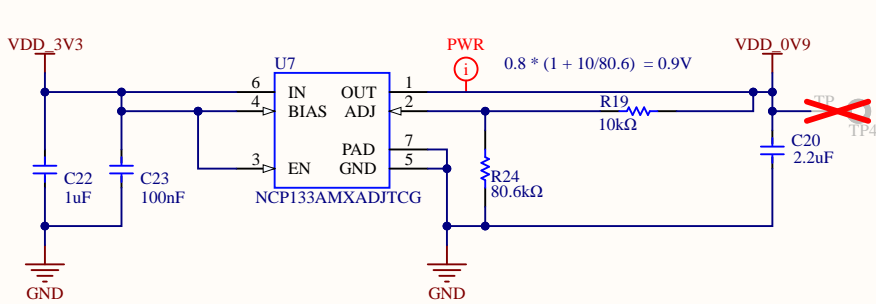 VDD_3V3
PWR
0.8 * (1 + 10/80.6) = 0.9V
VDD_0V9
U7
6 IN OUT 1
4 BIAS ADJ 2
3 EN
PAD 7
GND 5
NCP133AMXADJTCG
R19
10kΩ
TP
TP4
C22
1uF
C23
100nF
R24
80.6kΩ
C20
2.2uF
GND
GND
i